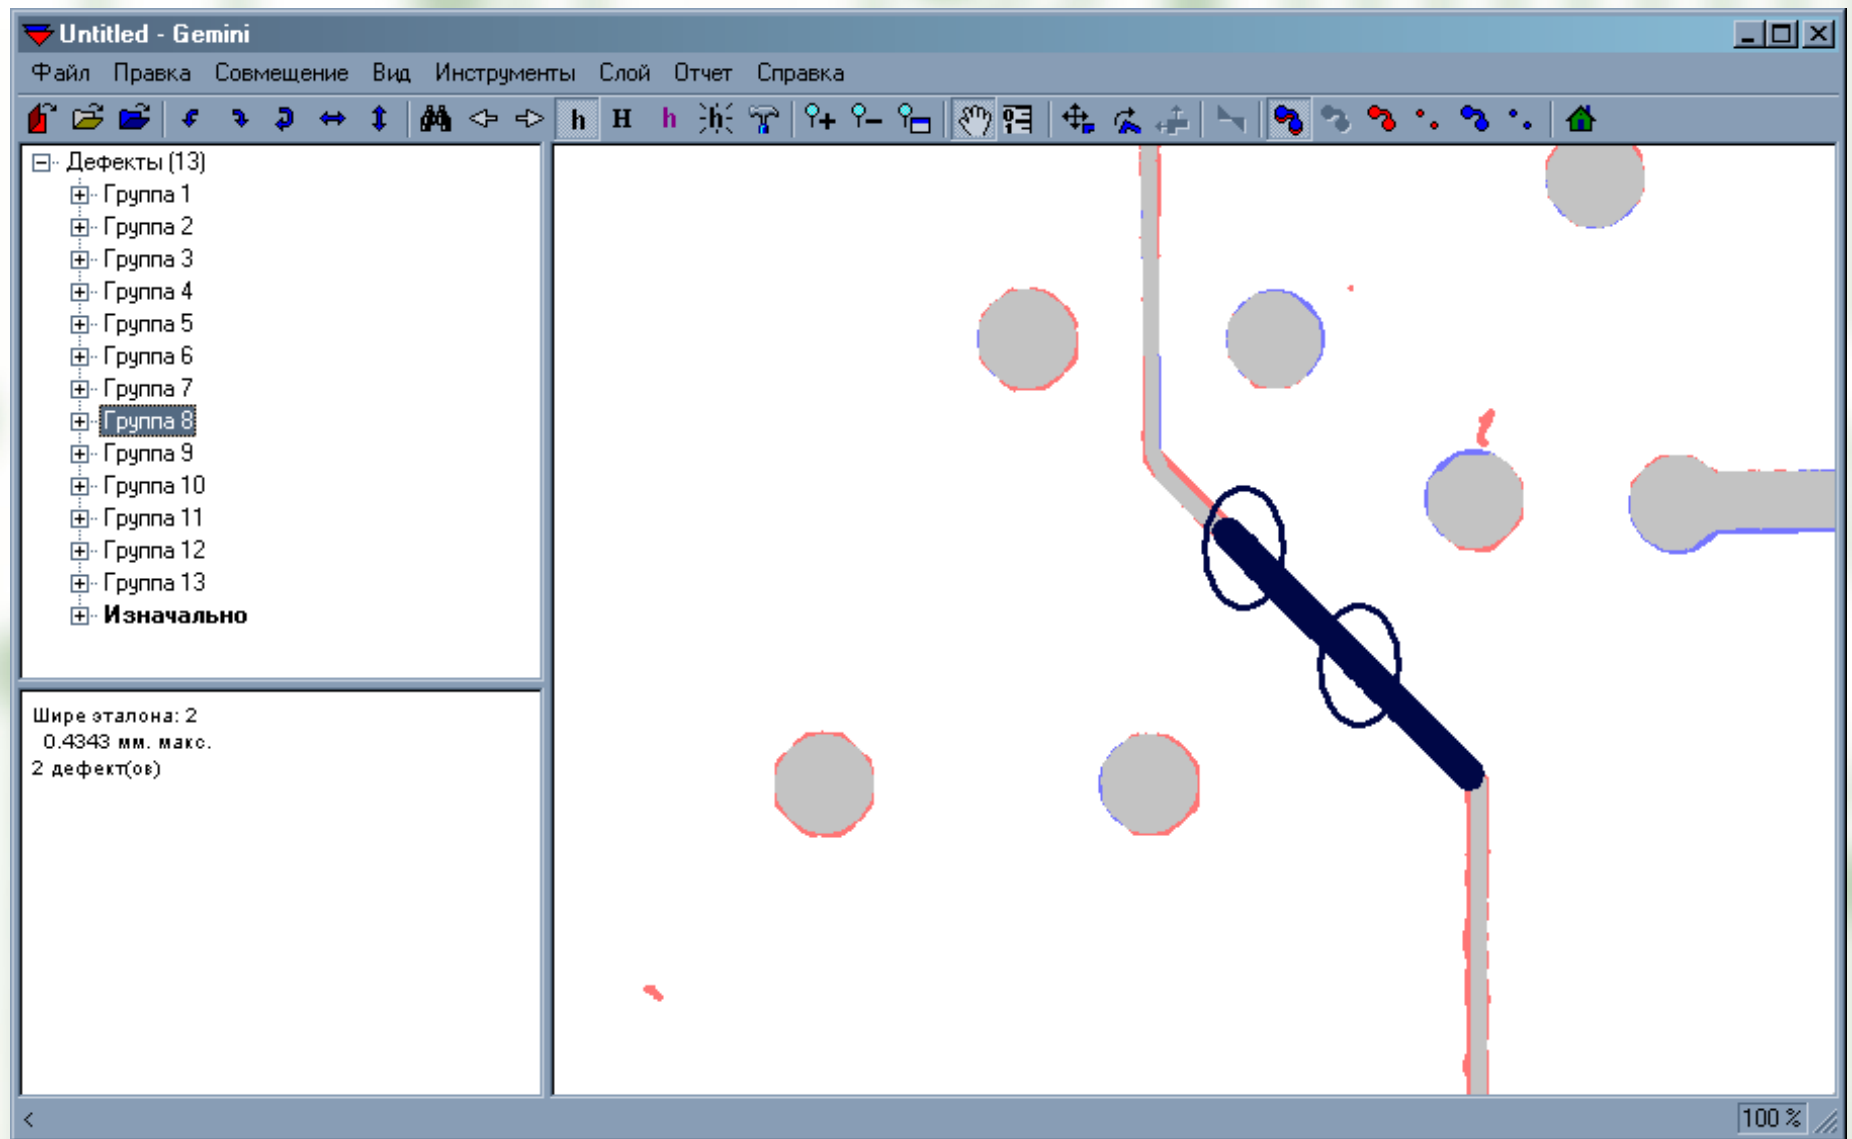 Untitled - Gemini
Файл Правка Совмещение Вид Инструменты Слой Отчет Справка
h H h h
Дефекты (13)
Группа 1
Группа 2
Группа 3
Группа 4
Группа 5
Группа 6
Группа 7
Группа 8
Группа 9
Группа 10
Группа 11
Группа 12
Группа 13
Изначально
Шире эталона: 2
0.4343 мм. макс.
2 дефект(ов)
<
100 %